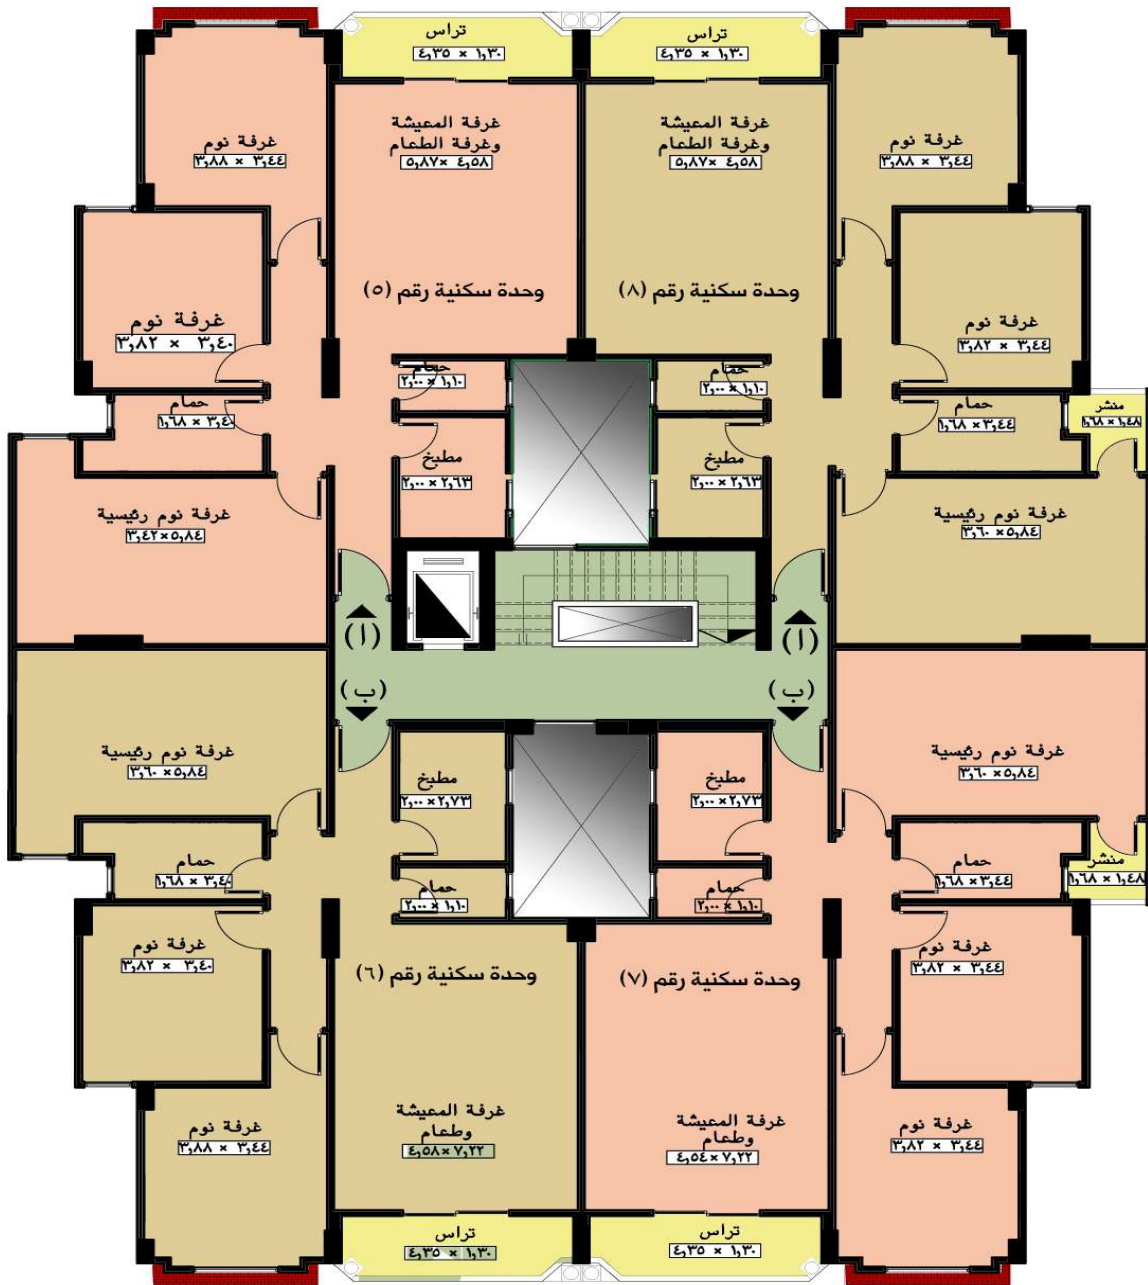 تراس
٤,٣٥ × ١,٣٠
تراس
٤,٣٥ × ١,٣٠
غرفة نوم
٣,٨٨ × ٣,٤٤
غرفة المعيشة
وغرفة الطعام
٥,٨٧× ٤,٥٨
غرفة المعيشة
وغرفة الطعام
٥,٨٧× ٤,٥٨
غرفة نوم
٣,٨٨ × ٣,٤٤
غرفة نوم
٣,٨٢ × ٣,٤٠
وحدة سكنية رقم (٥)
وحدة سكنية رقم (٨)
غرفة نوم
٣,٨٢ × ٣,٤٤
حمام
١,٦٨ × ٣,٤٠
حمام
٢,٠٠ × ١,١٠
حمام
٢,٠٠ × ١,١٠
حمام
١,٦٨ × ٣,٤٤
منشر
١,٦٨ × ١,٤٨
مطبخ
٢,٠٠ × ٢,٦٣
مطبخ
٢,٠٠ × ٢,٦٣
غرفة نوم رئيسية
٣,٤٢×٥,٨٤
غرفة نوم رئيسية
٣,٦٠ ×٥,٨٤
(أ)
(أ)
(ب)
(ب)
غرفة نوم رئيسية
٣,٦٠ ×٥,٨٤
مطبخ
٢,٠٠ × ٢,٧٣
مطبخ
٢,٠٠ × ٢,٧٣
غرفة نوم رئيسية
٣,٦٠ ×٥,٨٤
حمام
١,٦٨ × ٣,٤٠
حمام
٢,٠٠ × ١,١٠
حمام
٢,٠٠ × ١,١٠
حمام
١,٦٨ × ٣,٤٤
منشر
١,٦٨ × ١,٤٨
غرفة نوم
٣,٨٢ × ٣,٤٠
وحدة سكنية رقم (٦)
وحدة سكنية رقم (٧)
غرفة نوم
٣,٨٢ × ٣,٤٤
غرفة نوم
٣,٨٨ × ٣,٤٤
غرفة المعيشة
وطعام
٤,٥٨ × ٧,٢٢
غرفة المعيشة
وطعام
٤,٥٤ × ٧,٢٢
غرفة نوم
٣,٨٢ × ٣,٤٤
تراس
٤,٣٥ × ١,٣٠
تراس
٤,٣٥ × ١,٣٠